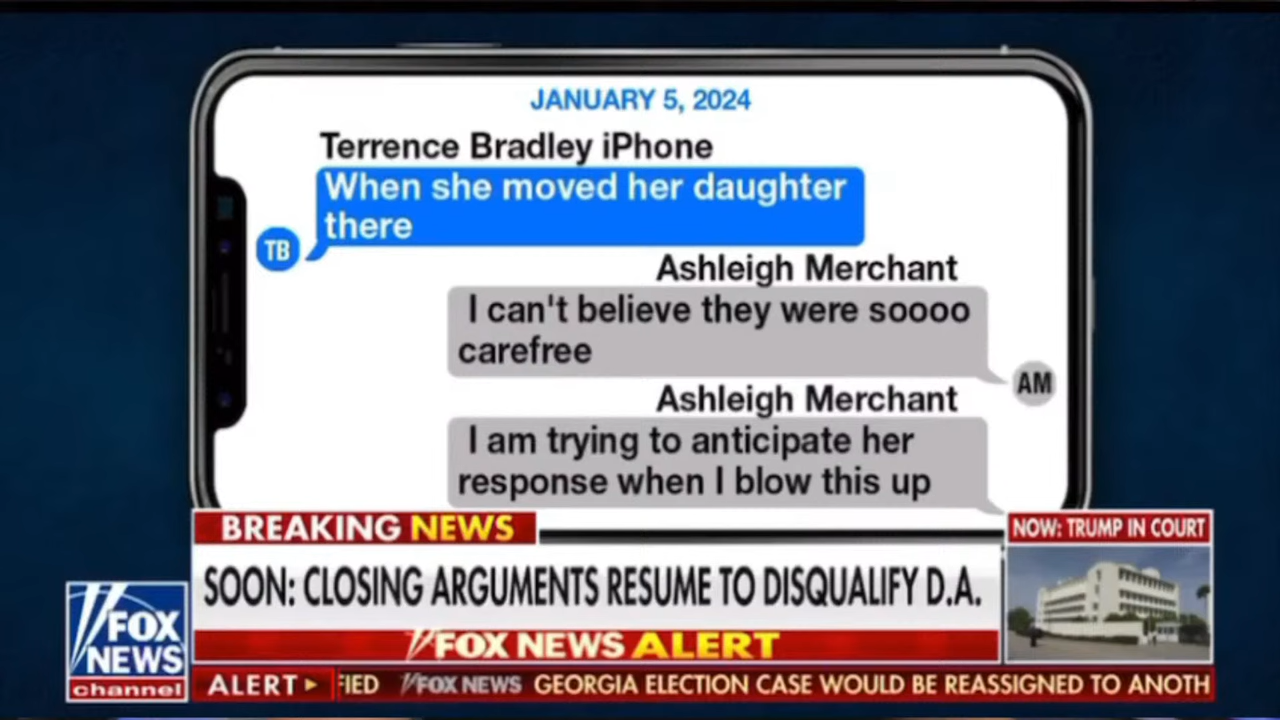 JANUARY 5, 2024
Terrence Bradley iPhone
When she moved her daughter
there
TB
Ashleigh Merchant
I can't believe they were soooo
carefree
AM
Ashleigh Merchant
I am trying to anticipate her
response when I blow this up
BREAKING NEWS
NOW: TRUMP IN COURT
SOON: CLOSING ARGUMENTS RESUME TO DISQUALIFY D.A.
FOX NEWS ALERT
FOX
NEWS
channel
ALERT FIED FOX NEWS GEORGIA ELECTION CASE WOULD BE REASSIGNED TO ANOTH